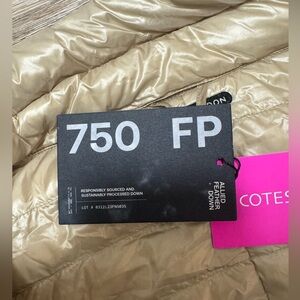 750 FP
RESPONSIBLY SOURCED AND
SUSTAINABLY PROCESSED DOWN
ALLIED
FEATHER
DOWN
COTES